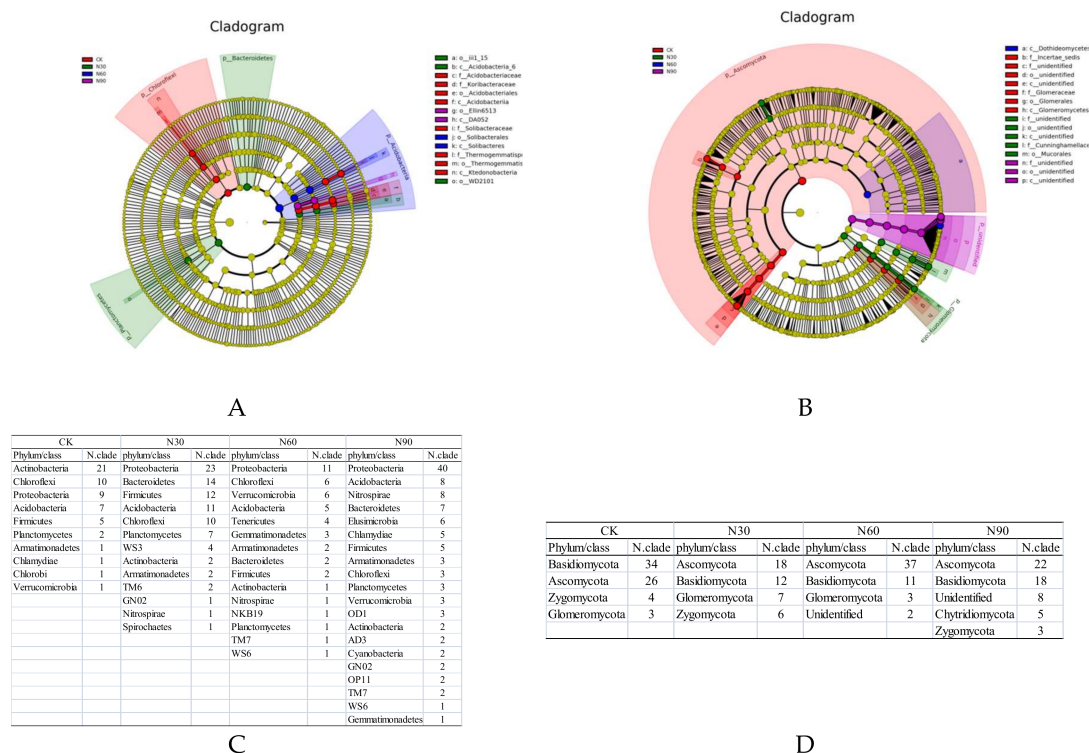 Cladogram
CK
N30
N60
N90
p__Bacteroidetes
p__Chloroflexi
p__Acidobacteria
p__Planctomycetes
a: o__iii1_15
b: c__Acidobacteria_6
c: f__Acidobacteriaceae
d: f__Koribacteraceae
e: o__Acidobacteriales
f: c__Acidobacteriia
g: o__Ellin6513
h: c__DA052
i: f__Solibacteraceae
j: o__Solibacterales
k: c__Solibacteres
l: f__Thermogemmatisp
m: o__Thermogemmatis
n: c__Ktedonobacteria
o: o__WD2101
A
Cladogram
CK
N30
N60
N90
p__Ascomycota
p__unidentified
p__Glomeromycota
a: c__Dothideomycetes
b: f__Incertae_sedis
c: f__unidentified
d: o__unidentified
e: c__unidentified
f: f__Glomeraceae
g: o__Glomerales
h: c__Glomeromycetes
i: f__unidentified
j: o__unidentified
k: c__unidentified
l: f__Cunninghamellace
m: o__Mucorales
n: f__unidentified
o: o__unidentified
p: c__unidentified
B
CK N30 N60 N90
Phylum/class N.clade phylum/class N.clade phylum/class N.clade phylum/class N.clade
Actinobacteria 21 Proteobacteria 23 Proteobacteria 11 Proteobacteria 40
Chloroflexi 10 Bacteroidetes 14 Chloroflexi 6 Acidobacteria 8
Proteobacteria 9 Firmicutes 12 Verrucomicrobia 6 Nitrospirae 8
Acidobacteria 7 Acidobacteria 11 Acidobacteria 5 Bacteroidetes 7
Firmicutes 5 Chloroflexi 10 Tenericutes 4 Elusimicrobia 6
Planctomycetes 2 Planctomycetes 7 Gemmatimonadetes 3 Chlamydiae 5
Armatimonadetes 1 WS3 4 Armatimonadetes 2 Firmicutes 5
Chlamydiae 1 Actinobacteria 2 Bacteroidetes 2 Armatimonadetes 3
Chlorobi 1 Armatimonadetes 2 Firmicutes 2 Chloroflexi 3
Verrucomicrobia 1 TM6 2 Actinobacteria 1 Planctomycetes 3
GN02 1 Nitrospirae 1 Verrucomicrobia 3
Nitrospirae 1 NKB19 1 OD1 3
Spirochaetes 1 Planctomycetes 1 Actinobacteria 2
TM7 1 AD3 2
WS6 1 Cyanobacteria 2
GN02 2
OP11 2
TM7 2
WS6 1
Gemmatimonadetes 1
C
CK N30 N60 N90
Phylum/class N.clade Phylum/class N.clade Phylum/class N.clade Phylum/class N.clade
Basidiomycota 34 Ascomycota 18 Ascomycota 37 Ascomycota 22
Ascomycota 26 Basidiomycota 12 Basidiomycota 11 Basidiomycota 18
Zygomycota 4 Glomeromycota 7 Glomeromycota 3 Unidentified 8
Glomeromycota 3 Zygomycota 6 Unidentified 2 Chytridiomycota 5
Zygomycota 3
D